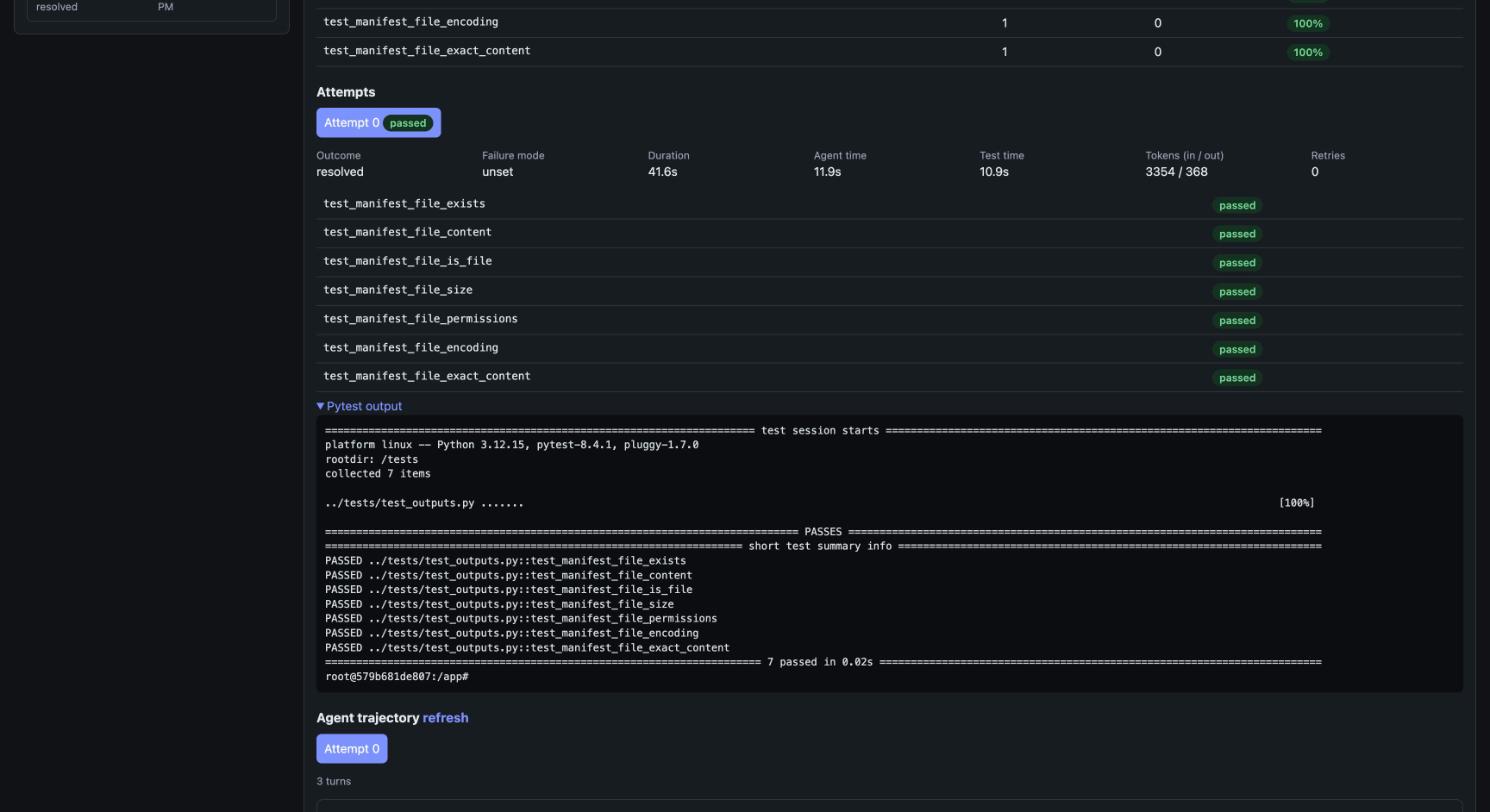 resolved PM
test_manifest_file_encoding 1 0 100%
test_manifest_file_exact_content 1 0 100%
Attempts
Attempt 0 passed
Outcome Failure mode Duration Agent time Test time Tokens (in / out) Retries
resolved unset 41.6s 11.9s 10.9s 3354 / 368 0
test_manifest_file_exists passed
test_manifest_file_content passed
test_manifest_file_is_file passed
test_manifest_file_size passed
test_manifest_file_permissions passed
test_manifest_file_encoding passed
test_manifest_file_exact_content passed
▼ Pytest output
===================================================================== test session starts ======================================================================
platform linux -- Python 3.12.15, pytest-8.4.1, pluggy-1.7.0
rootdir: /tests
collected 7 items
../tests/test_outputs.py ....... [100%]
============================================================================ PASSES ============================================================================
=================================================================== short test summary info ====================================================================
PASSED ../tests/test_outputs.py::test_manifest_file_exists
PASSED ../tests/test_outputs.py::test_manifest_file_content
PASSED ../tests/test_outputs.py::test_manifest_file_is_file
PASSED ../tests/test_outputs.py::test_manifest_file_size
PASSED ../tests/test_outputs.py::test_manifest_file_permissions
PASSED ../tests/test_outputs.py::test_manifest_file_encoding
PASSED ../tests/test_outputs.py::test_manifest_file_exact_content
====================================================================== 7 passed in 0.02s =======================================================================
root@579b681de807:/app#
Agent trajectory refresh
Attempt 0
3 turns